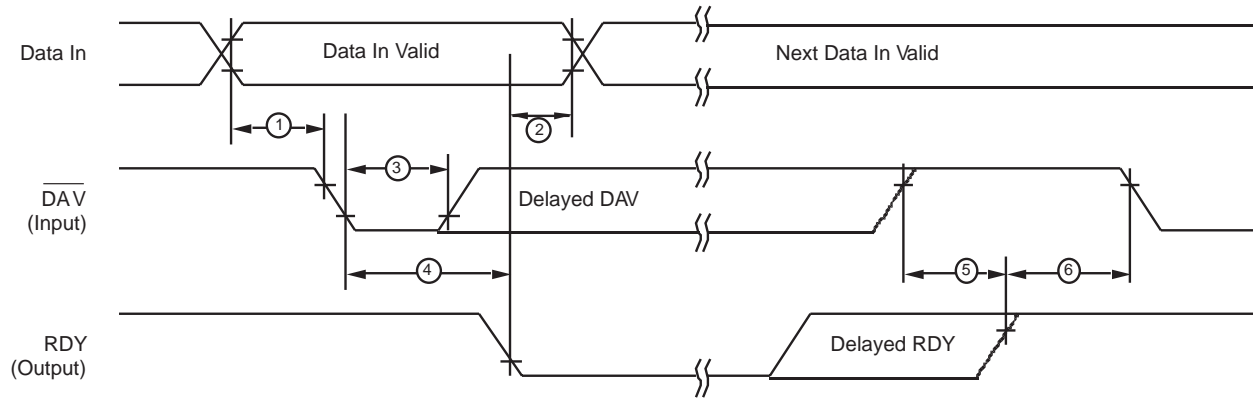 Data In
Data In Valid
Next Data In Valid
1
2
DAV
(Input)
3
Delayed DAV
4
5
6
RDY
(Output)
Delayed RDY